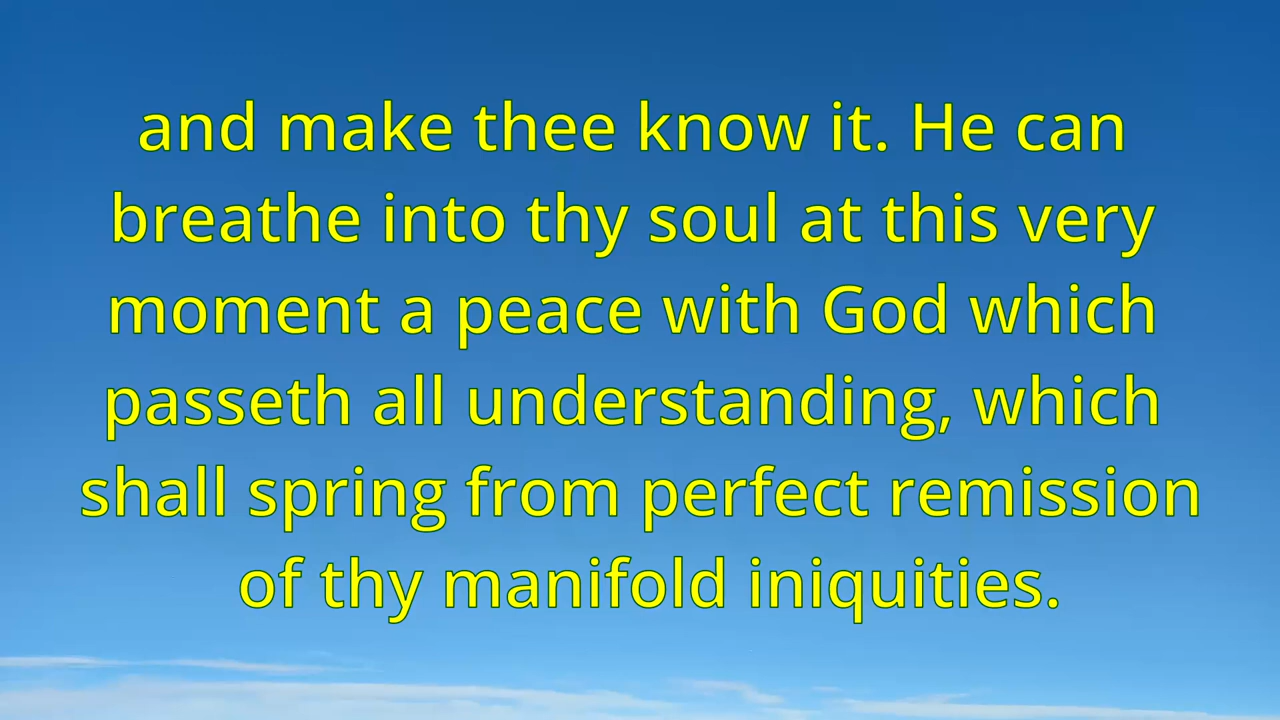 and make thee know it. He can
breathe into thy soul at this very
moment a peace with God which
passeth all understanding, which
shall spring from perfect remission
of thy manifold iniquities.